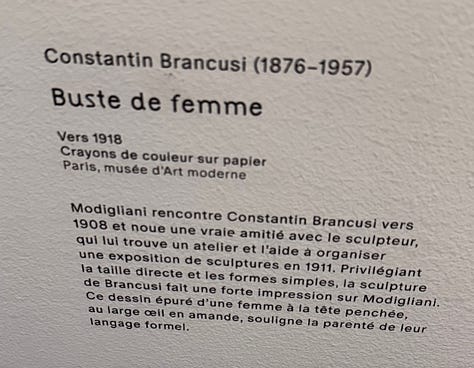 Constantin Brancusi (1876–1957)
Buste de femme
Vers 1918
Crayons de couleur sur papier
Paris, musée d'Art moderne
Modigliani rencontre Constantin Brancusi vers
1908 et noue une vraie amitié avec le sculpteur,
qui lui trouve un atelier et l'aide à organiser
une exposition de sculptures en 1911. Privilégiant
la taille directe et les formes simples, la sculpture
de Brancusi fait une forte impression sur Modigliani.
Ce dessin épuré d'une femme à la tête penchée,
au large œil en amande, souligne la parenté de leur
langage formel.